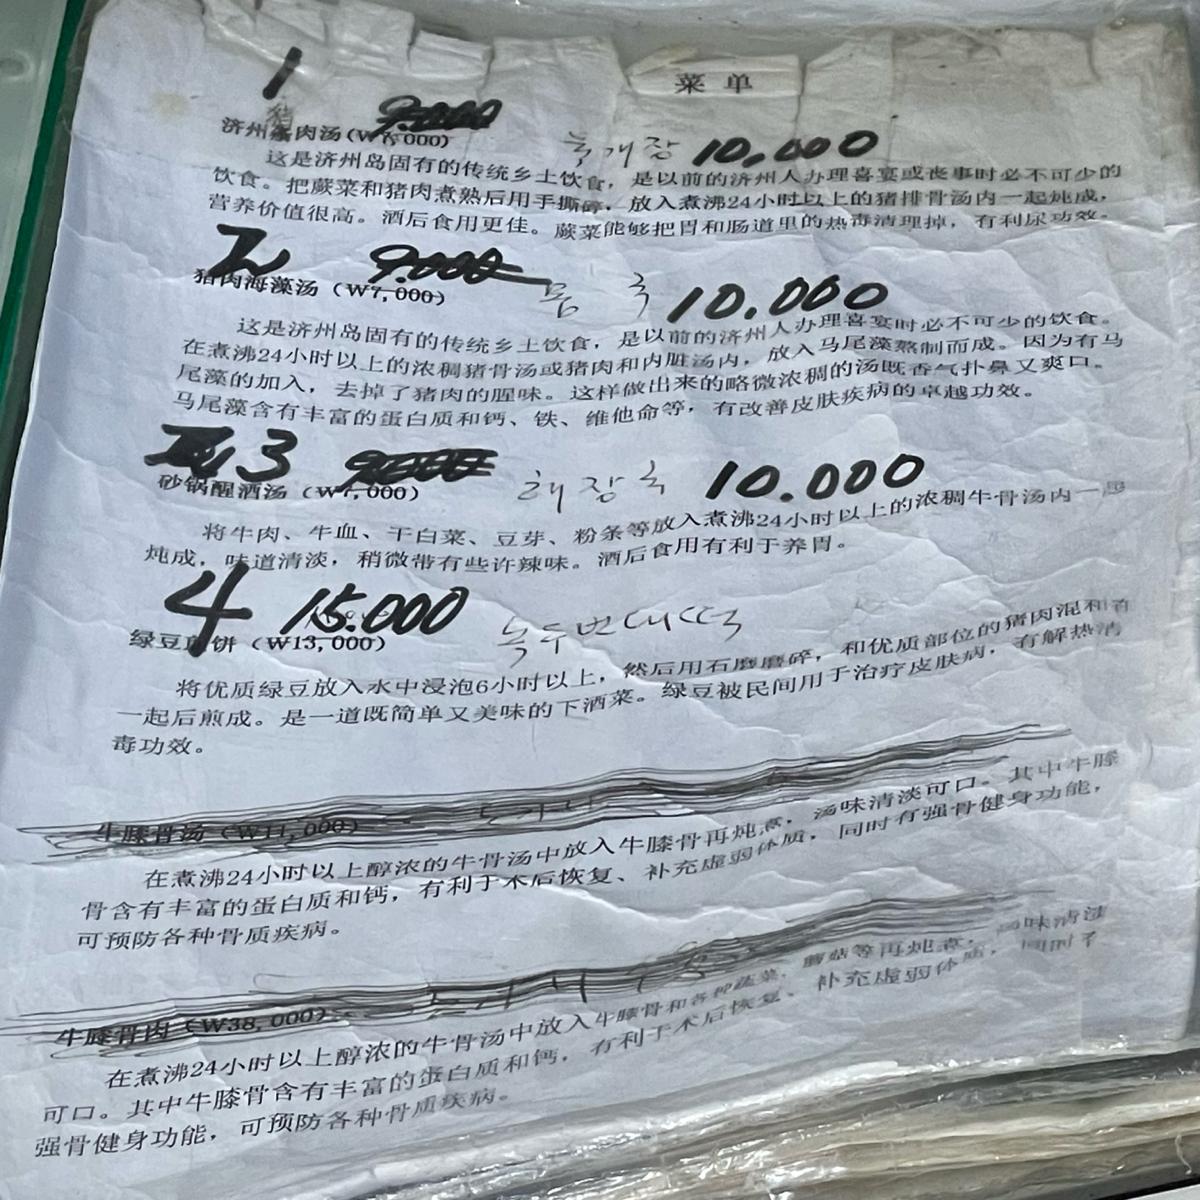 菜单
1 9.000
济州猪肉汤(W7,000) 육개장 10,000
这是济州岛固有的传统乡土饮食，是以前的济州人办理喜宴或丧事时必不可少的
饮食。把蕨菜和猪肉煮熟后用手撕碎，放入煮沸24小时以上的猪排骨汤内一起炖成，
营养价值很高。酒后食用更佳。蕨菜能够把胃和肠道里的热毒清理掉，有利尿功效。
2 9.000
猪肉海藻汤（W7,000） 몸국 10.000
这是济州岛固有的传统乡土饮食，是以前的济州人办理喜宴时必不可少的饮食。
在煮沸24小时以上的浓稠猪骨汤或猪肉和内脏汤内，放入马尾藻熬制而成。因为有马
尾藻的加入，去掉了猪肉的腥味。这样做出来的略微浓稠的汤既香气扑鼻又爽口。
马尾藻含有丰富的蛋白质和钙、铁、维他命等，有改善皮肤疾病的卓越功效。
3 9.000
砂锅醒酒汤（W7,000） 해장국 10.000
将牛肉、牛血、干白菜、豆芽、粉条等放入煮沸24小时以上的浓稠牛骨汤内一起
炖成，味道清淡，稍微带有些许辣味。酒后食用有利于养胃。
4 15.000
绿豆煎饼（W13,000） 녹두빈대떡
将优质绿豆放入水中浸泡6小时以上，然后用石磨磨碎，和优质部位的猪肉混和在
一起后煎成。是一道既简单又美味的下酒菜。绿豆被民间用于治疗皮肤病，有解热消
毒功效。
牛膝骨汤（W11,000） 도가니
在煮沸24小时以上醇浓的牛骨汤中放入牛膝骨再炖煮，汤味清淡可口。其中牛膝
骨含有丰富的蛋白质和钙，有利于术后恢复、补充虚弱体质，同时有强骨健身功能，
可预防各种骨质疾病。
牛膝骨肉（W38,000）
在煮沸24小时以上醇浓的牛骨汤中放入牛膝骨和各种蔬菜、蘑菇等再炖煮，味清淡
可口。其中牛膝骨含有丰富的蛋白质和钙，有利于术后恢复、补充虚弱体质，同时有
强骨健身功能，可预防各种骨质疾病。